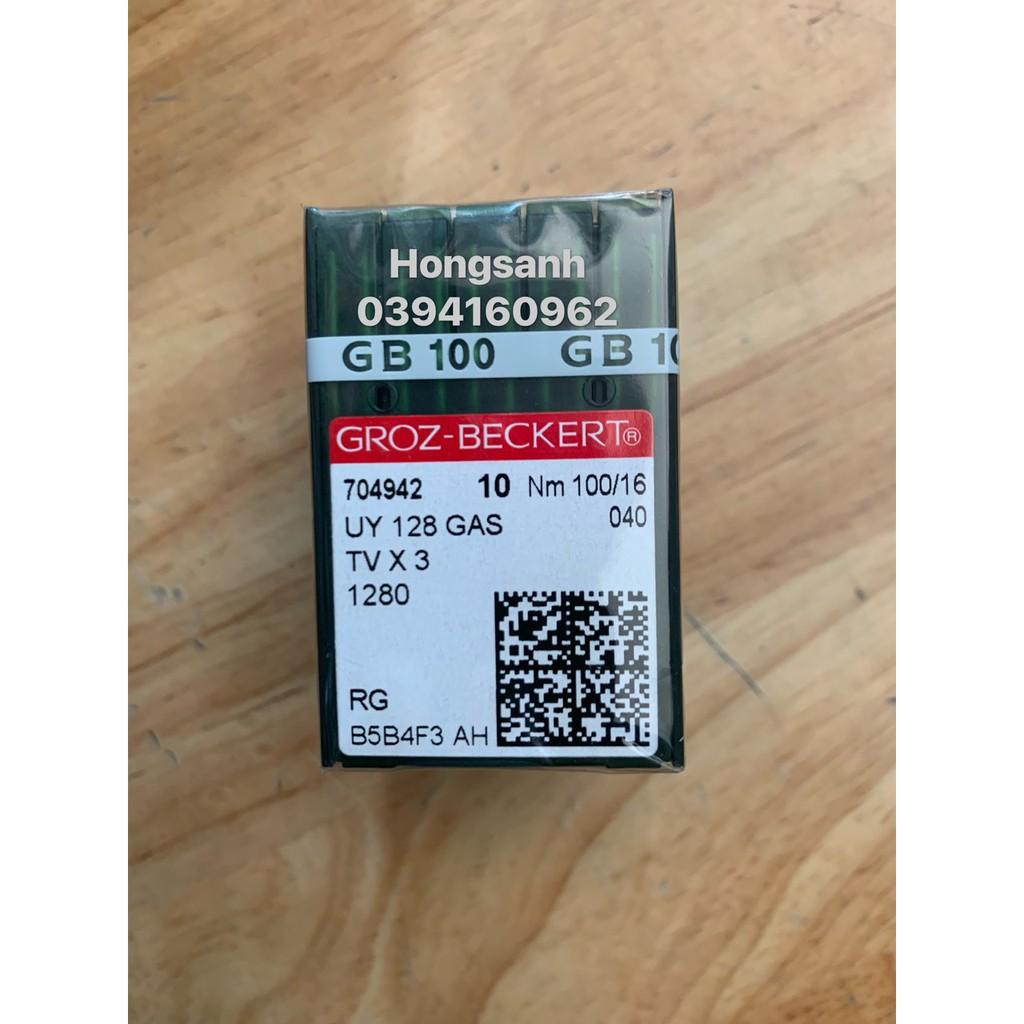 Hongsanh
0394160962
GB 100 GB 10
GROZ-BECKERT®
704942 10 Nm 100/16
UY 128 GAS 040
TV X 3
1280
RG
B5B4F3 AH